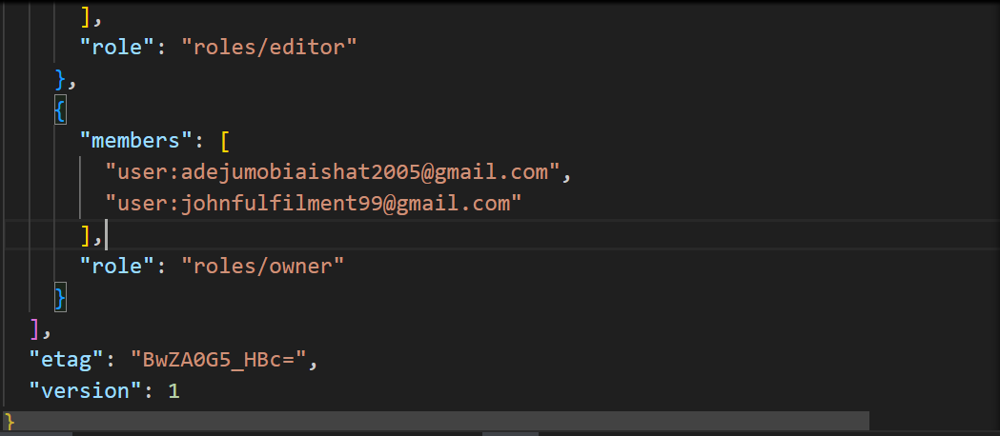 ],
"role": "roles/editor"
},
{
"members": [
"user:adejumobiaishat2005@gmail.com",
"user:johnfulfilment99@gmail.com"
],
"role": "roles/owner"
}
],
"etag": "BwZA0G5_HBc=",
"version": 1
}